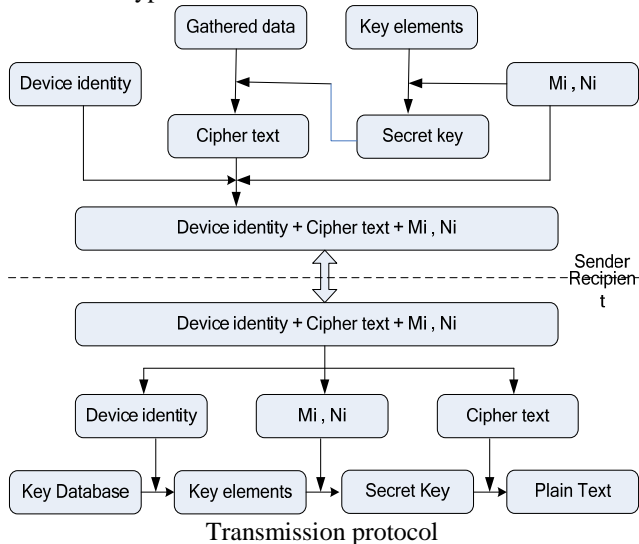 Gathered data
Key elements
Device identity
Mi , Ni
Cipher text
Secret key
Device identity + Cipher text + Mi , Ni
Sender
Recipien
t
Device identity + Cipher text + Mi , Ni
Device identity
Mi , Ni
Cipher text
Key Database
Key elements
Secret Key
Plain Text
Transmission protocol